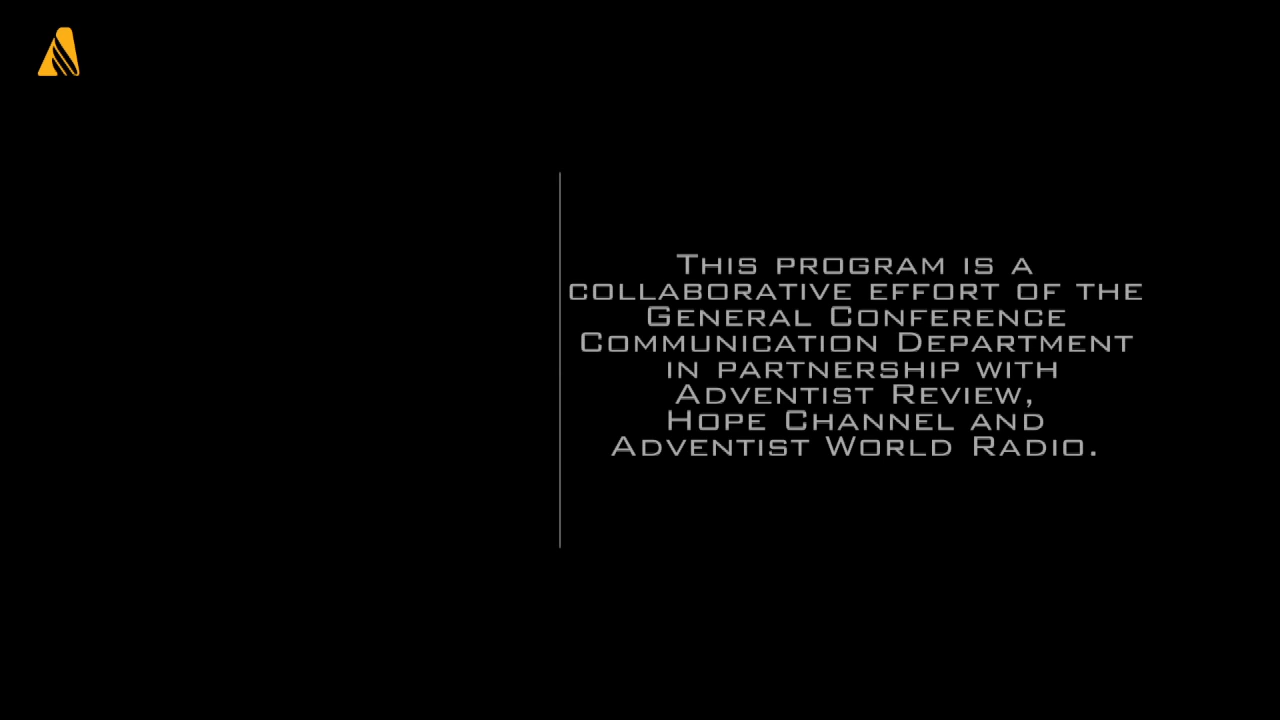 This program is a
collaborative effort of the
General Conference
Communication Department
in partnership with
Adventist Review,
Hope Channel and
Adventist World Radio.